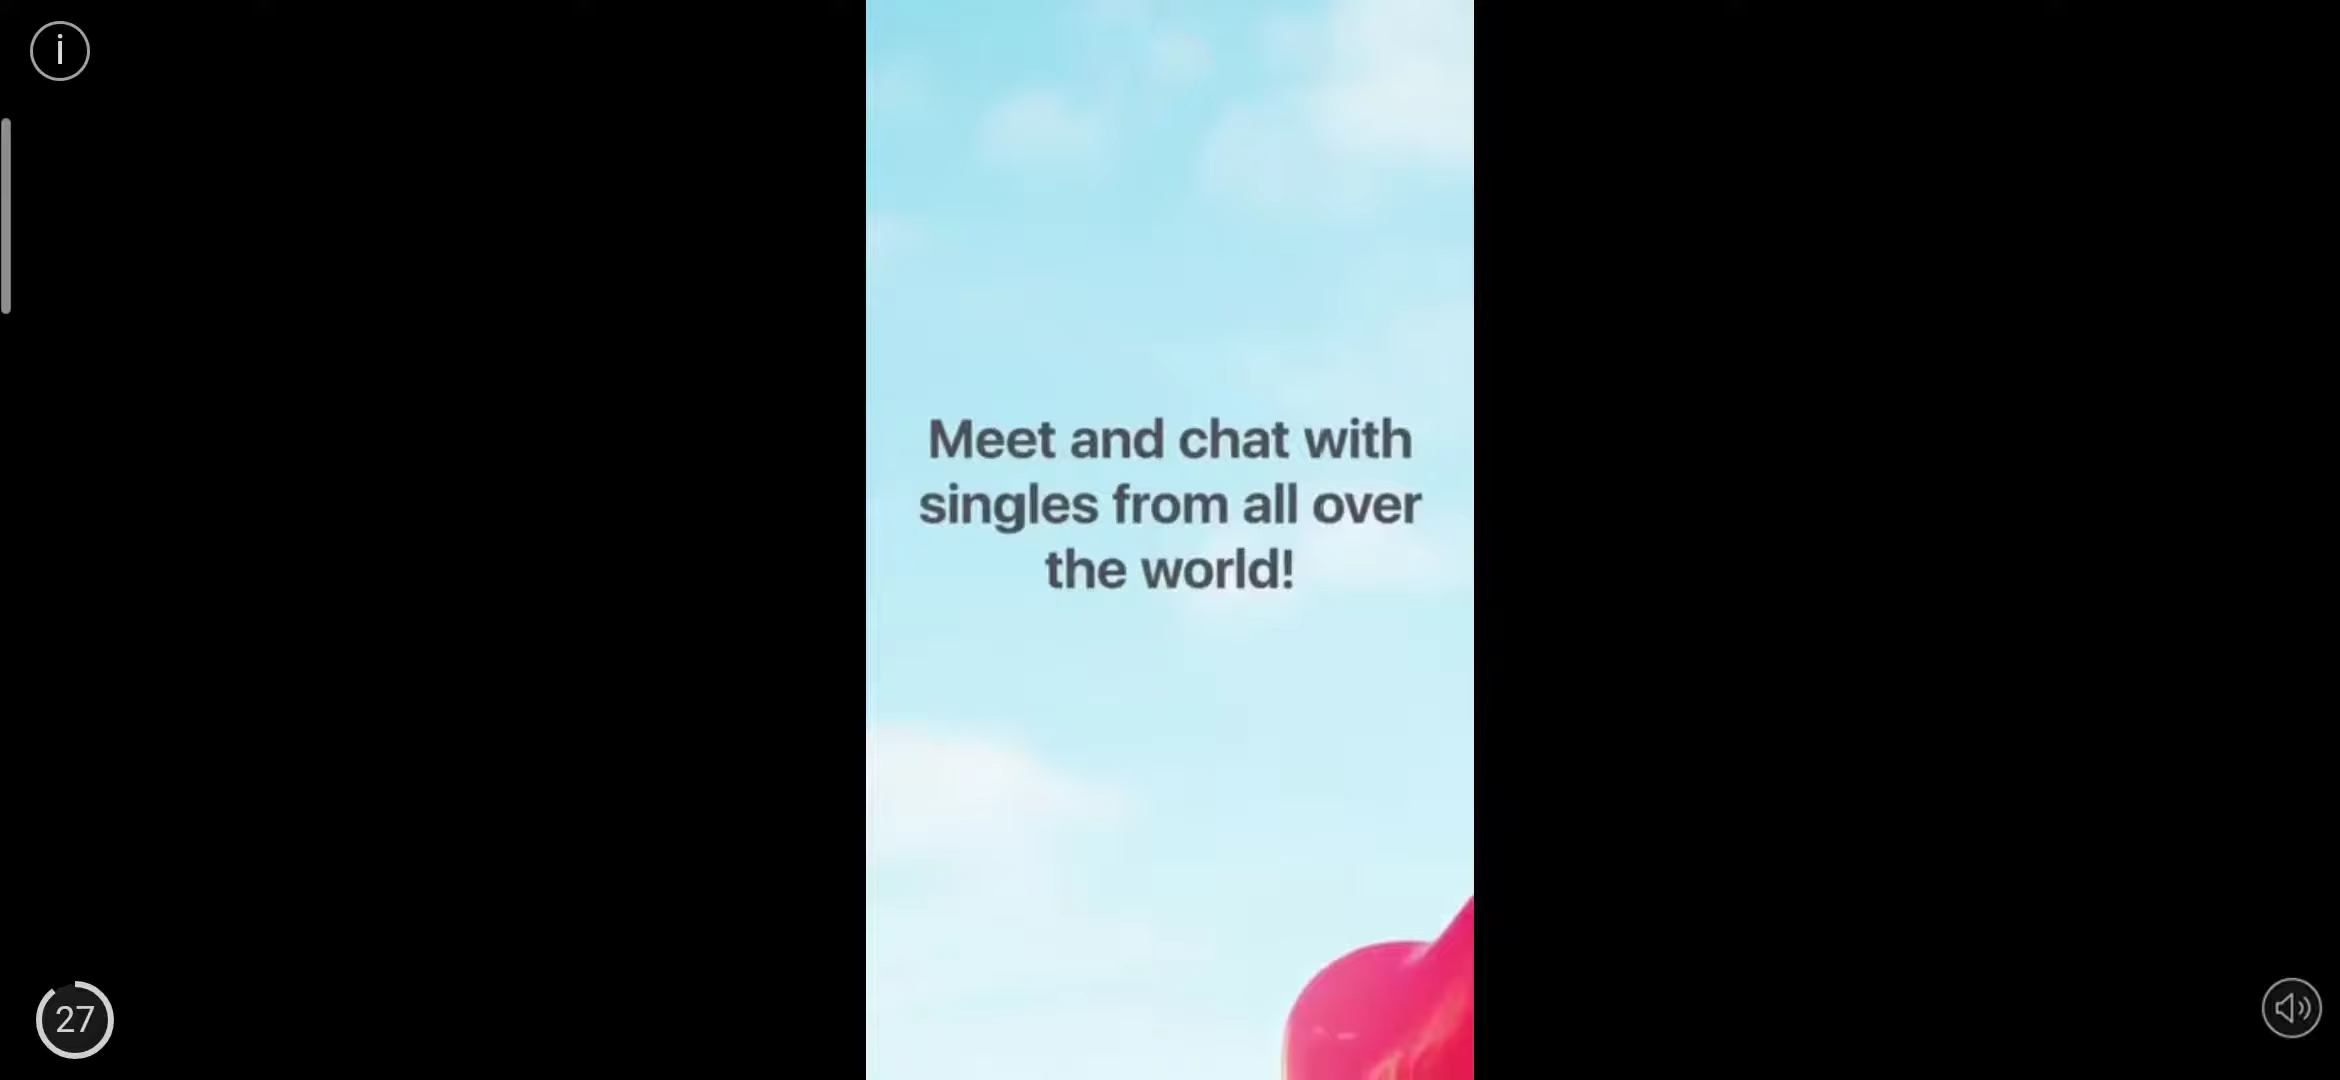 i
Meet and chat with
singles from all over
the world!
27